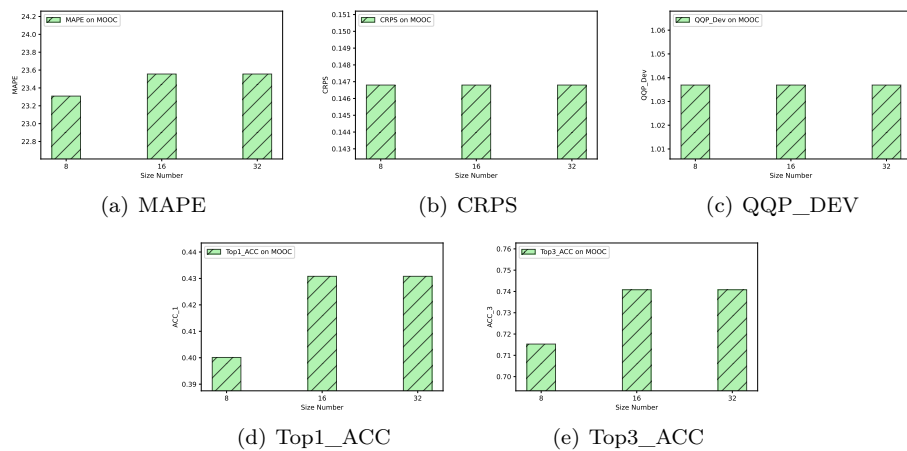 MAPE on MOOC
24.2
24.0
23.8
23.6
23.4
23.2
23.0
22.8
MAPE
8
16
32
Size Number
(a) MAPE
CRPS on MOOC
0.151
0.150
0.149
0.148
0.147
0.146
0.145
0.144
0.143
CRPS
8
16
32
Size Number
(b) CRPS
QQP_Dev on MOOC
1.06
1.05
1.04
1.03
1.02
1.01
QQP_Dev
8
16
32
Size Number
(c) QQP_DEV
Top1_ACC on MOOC
0.44
0.43
0.42
0.41
0.40
0.39
ACC_1
8
16
32
Size Number
(d) Top1_ACC
Top3_ACC on MOOC
0.76
0.75
0.74
0.73
0.72
0.71
0.70
ACC_3
8
16
32
Size Number
(e) Top3_ACC